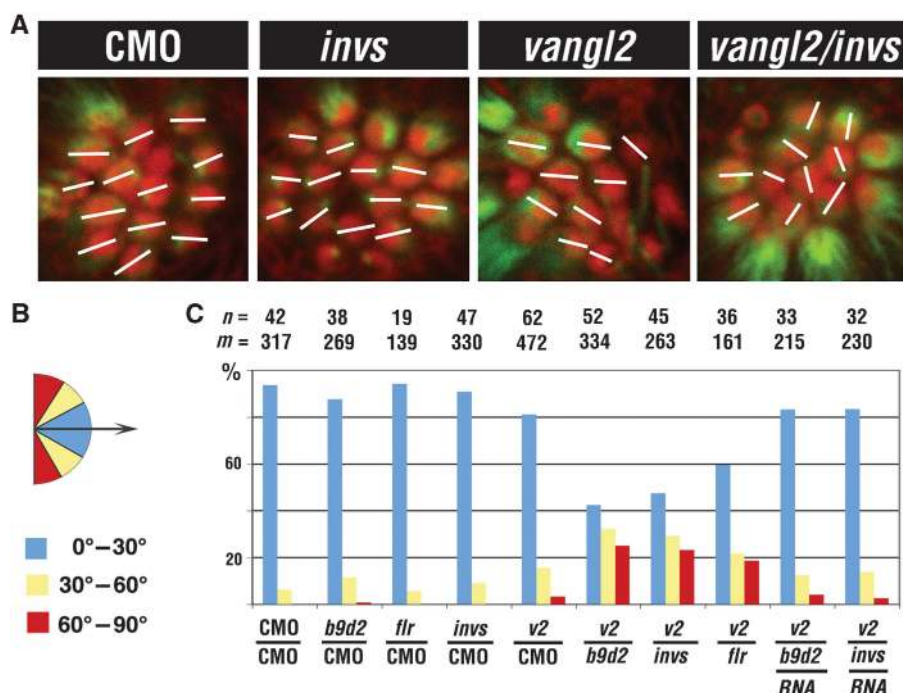 A
CMO invs vangl2 vangl2/invs
B
C
n = 42 38 19 47 62 52 45 36 33 32
m = 317 269 139 330 472 334 263 161 215 230
%
60
20
0°–30°
30°–60°
60°–90°
CMO b9d2 flr invs v2 v2 v2 v2 v2 v2
CMO CMO CMO CMO CMO b9d2 invs flr b9d2 invs
RNA RNA